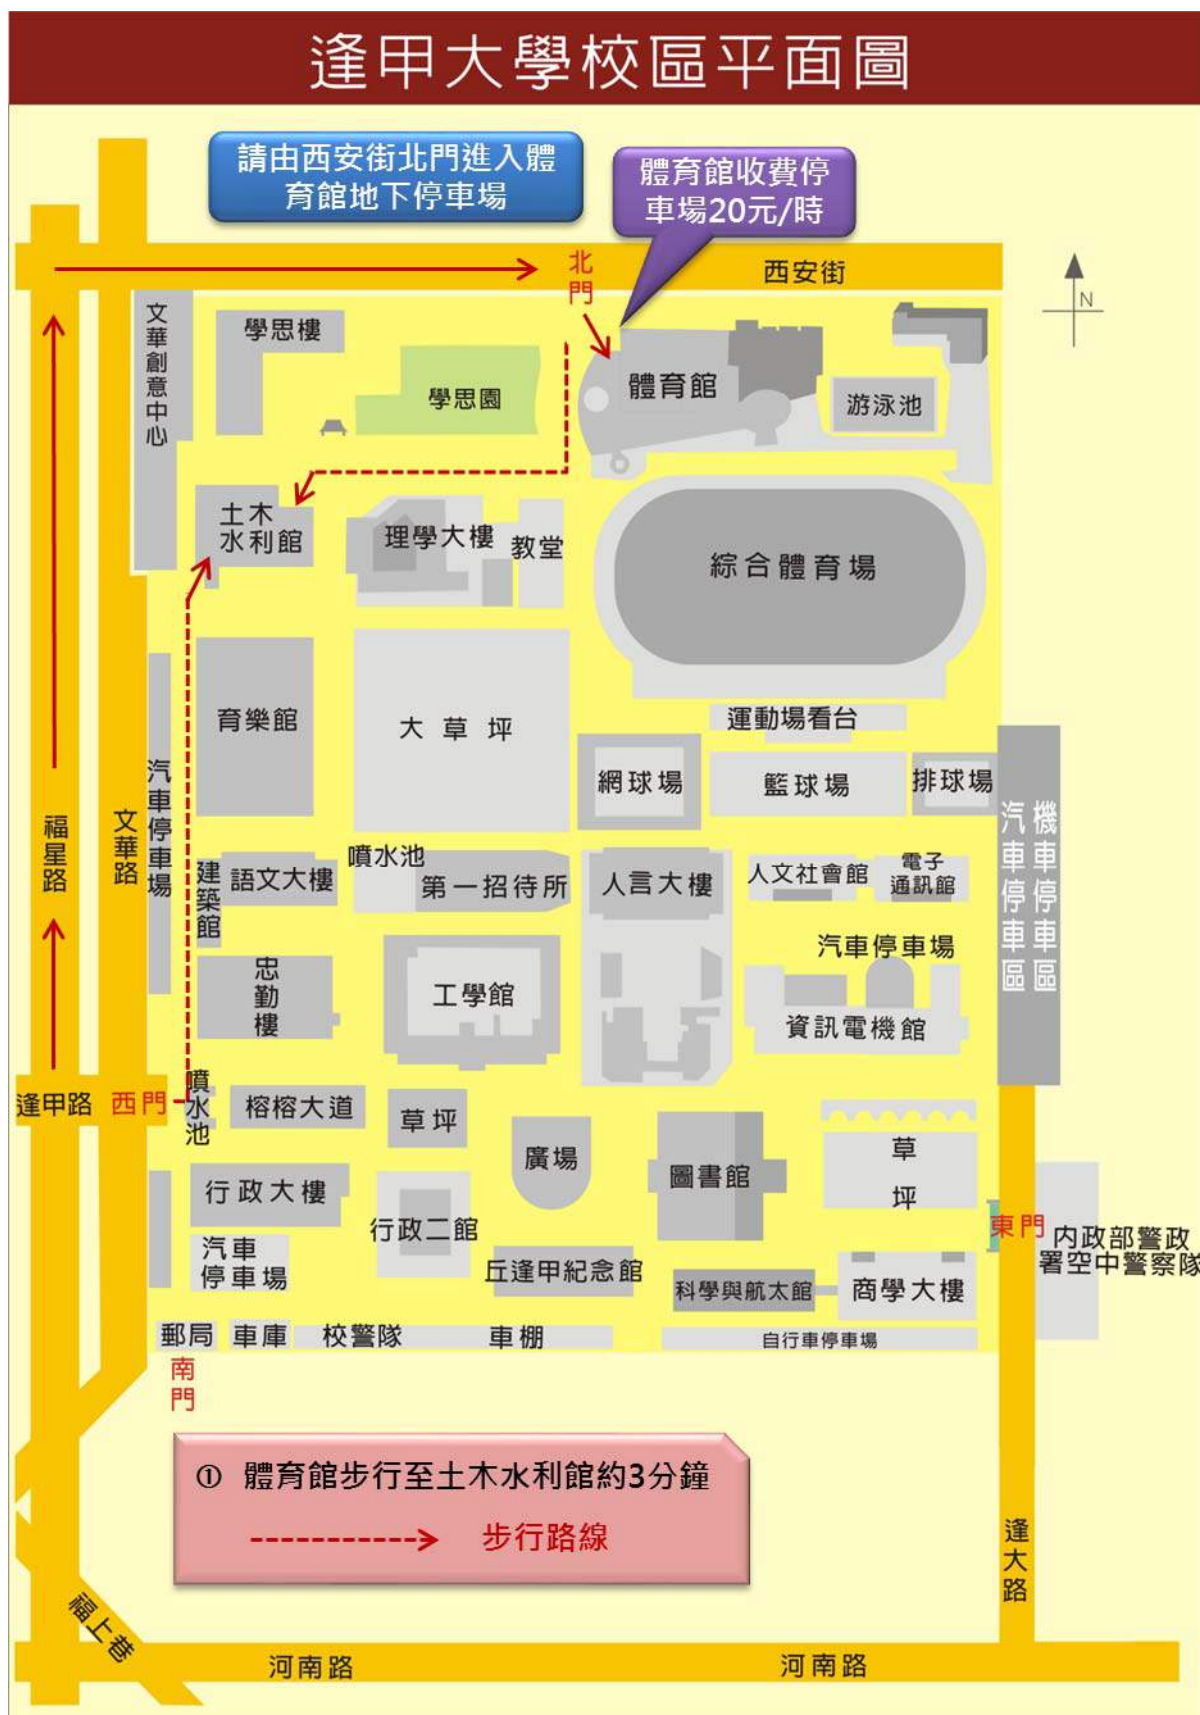 逢甲大學校區平面圖
請由西安街北門進入體
育館地下停車場
體育館收費停
車場20元/時
北門
西安街
N
文華創意中心
學思樓
學思園
體育館
游泳池
土木
水利館
理學大樓
教堂
綜合體育場
育樂館
大草坪
運動場看台
網球場
籃球場
排球場
汽車停車場
福星路
文華路
汽車停車區
機車停車區
建築館
語文大樓
噴水池
第一招待所
人言大樓
人文社會館
電子
通訊館
汽車停車場
忠勤樓
工學館
資訊電機館
逢甲路
西門
噴水池
榕榕大道
草坪
廣場
圖書館
草坪
行政大樓
行政二館
東門
內政部警政
署空中警察隊
汽車
停車場
丘逢甲紀念館
科學與航太館
商學大樓
郵局
車庫
校警隊
車棚
自行車停車場
南門
① 體育館步行至土木水利館約3分鐘
步行路線
逢大路
福上巷
河南路
河南路